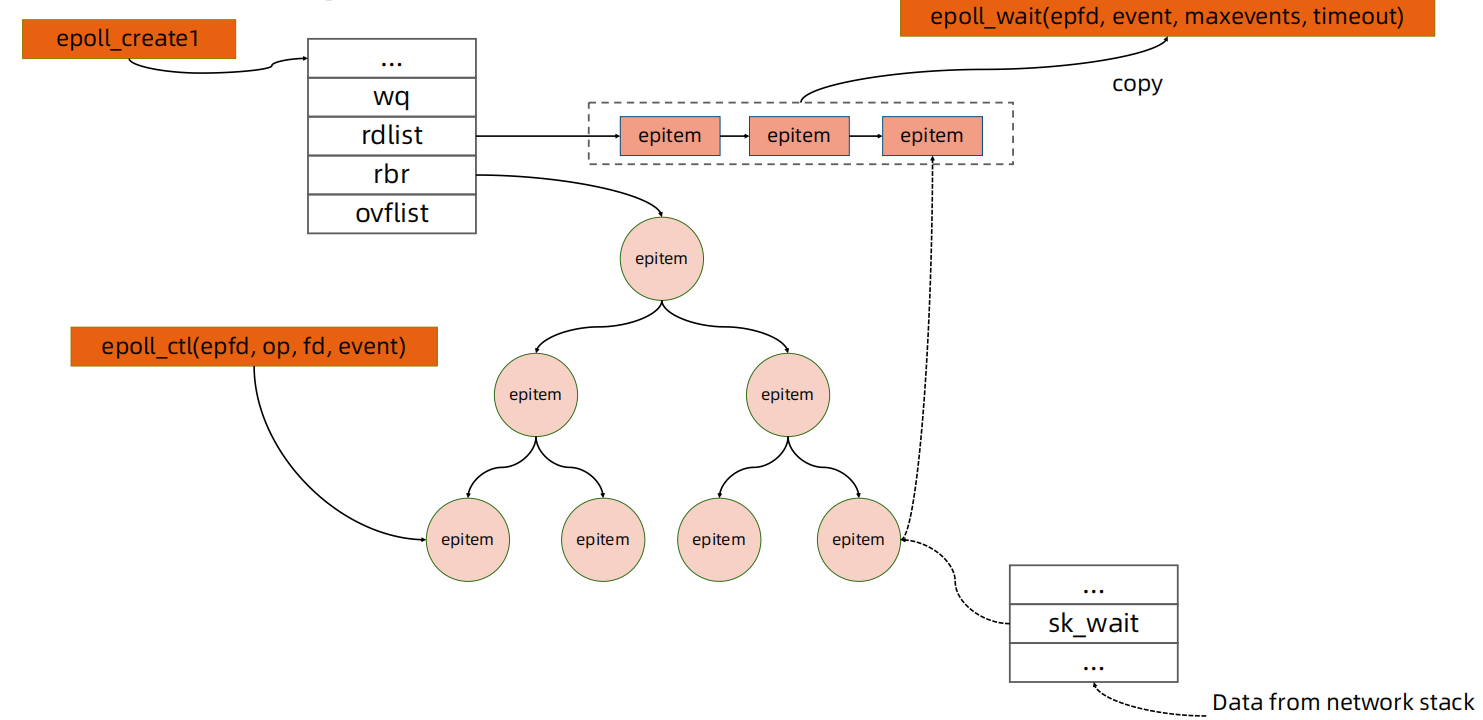 epoll_create1
epoll_wait(epfd, event, maxevents, timeout)
...
wq
rdlist
rbr
ovflist
epitem
epitem
epitem
copy
epitem
epoll_ctl(epfd, op, fd, event)
epitem
epitem
epitem
epitem
epitem
epitem
...
sk_wait
...
Data from network stack